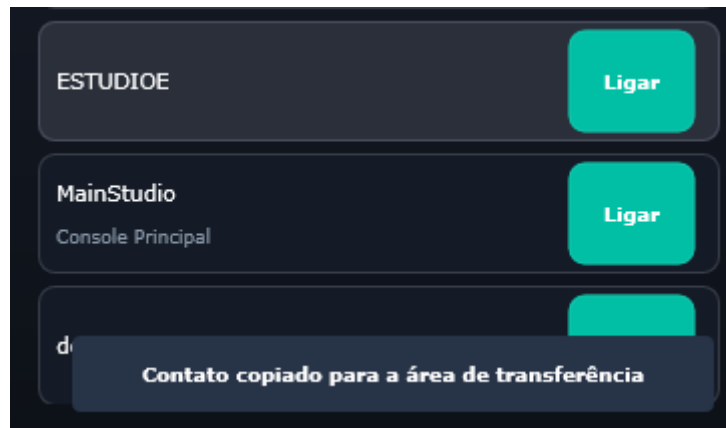 ESTUDIOE
Ligar
MainStudio
Console Principal
Ligar
Contato copiado para a área de transferência